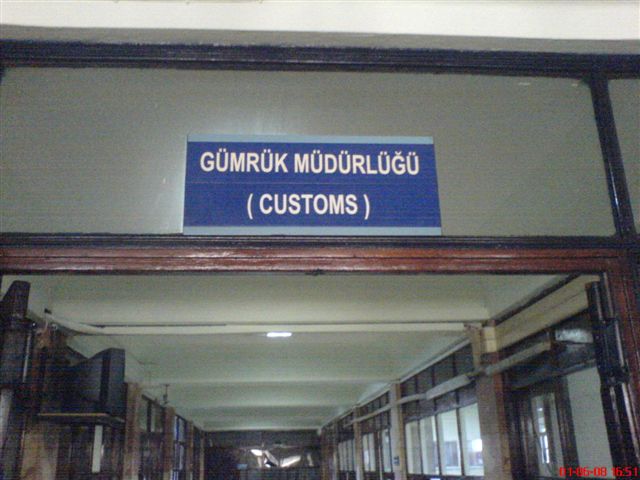 GÜMRÜK MÜDÜRLÜĞÜ
( CUSTOMS )
01-06-08 16:51